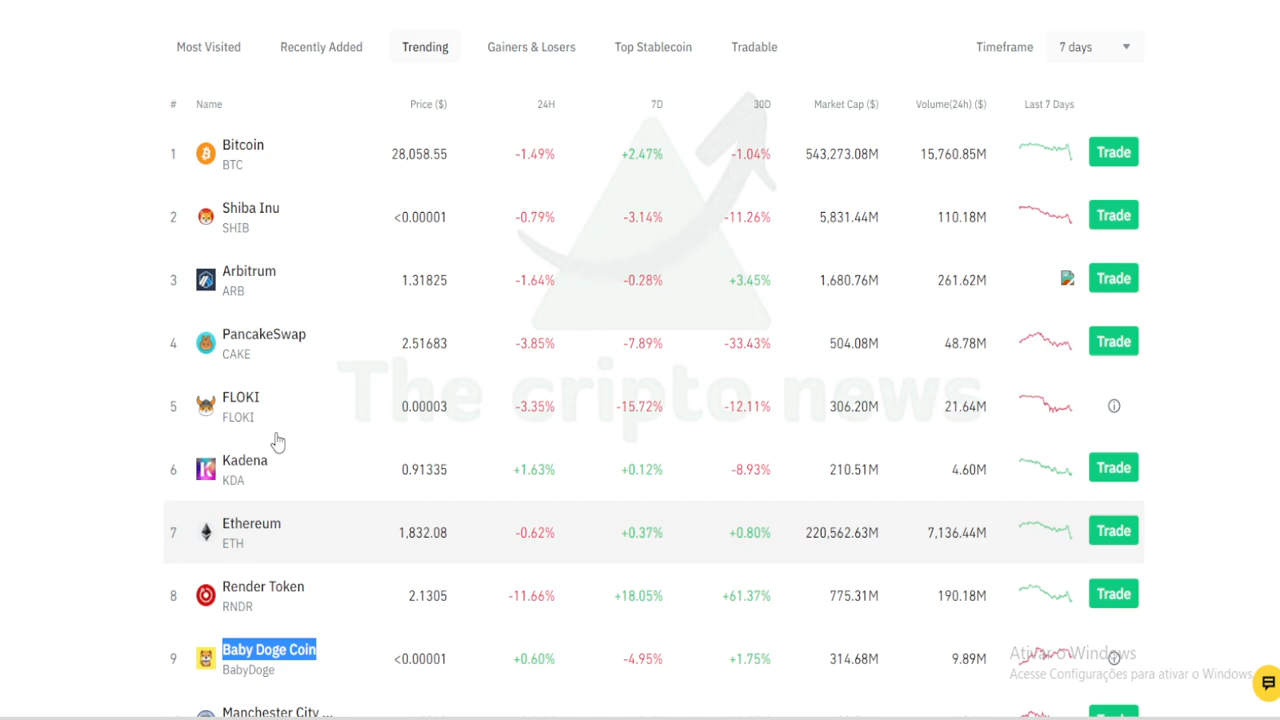 Most Visited Recently Added Trending Gainers & Losers Top Stablecoin Tradable Timeframe 7 days
# Name Price ($) 24H 7D 30D Market Cap ($) Volume(24h) ($) Last 7 Days
1 Bitcoin 28,058.55 -1.49% +2.47% -1.04% 543,273.08M 15,760.85M Trade
BTC
2 Shiba Inu <0.00001 -0.79% -3.14% -11.26% 5,831.44M 110.18M Trade
SHIB
3 Arbitrum 1.31825 -1.64% -0.28% +3.45% 1,680.76M 261.62M Trade
ARB
4 PancakeSwap 2.51683 -3.85% -7.89% -33.43% 504.08M 48.78M Trade
CAKE
The cripto news
5 FLOKI 0.00003 -3.35% -15.72% -12.11% 306.20M 21.64M
FLOKI
6 Kadena 0.91335 +1.63% +0.12% -8.93% 210.51M 4.60M Trade
KDA
7 Ethereum 1,832.08 -0.62% +0.37% +0.80% 220,562.63M 7,136.44M Trade
ETH
8 Render Token 2.1305 -11.66% +18.05% +61.37% 775.31M 190.18M Trade
RNDR
9 Baby Doge Coin <0.00001 +0.60% -4.95% +1.75% 314.68M 9.89M
BabyDoge
Ativar o Windows
Acesse Configurações para ativar o Windows.
Manchester City ...